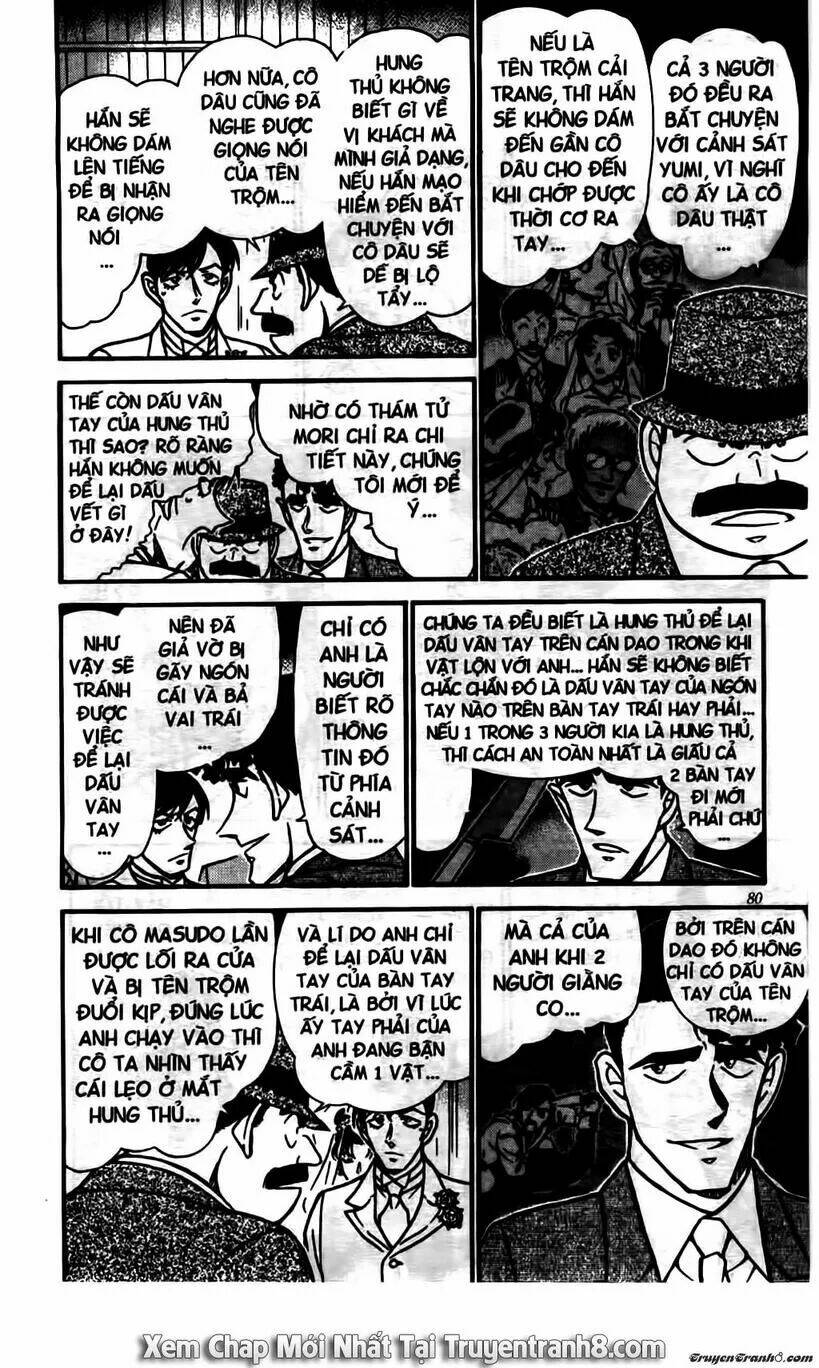 CẢ 3 NGƯỜI
ĐÓ ĐỀU RA
BẮT CHUYỆN
VỚI CẢNH SÁT
YUMI, VÌ NGHĨ
CÔ ẤY LÀ CÔ
DÂU THẬT
...
NẾU LÀ
TÊN TRỘM CẢI
TRANG, THÌ HẮN
SẼ KHÔNG DÁM
ĐẾN GẦN CÔ
DÂU CHO ĐẾN
KHI CHỚP ĐƯỢC
THỜI CƠ RA
TAY...
HUNG
THỦ KHÔNG
BIẾT GÌ VỀ
VỊ KHÁCH MÀ
MÌNH GIẢ DẠNG,
NẾU HẮN MẠO
HIỂM ĐẾN BẮT
CHUYỆN VỚI
CÔ DÂU SẼ
DỄ BỊ LỘ
TẨY...
HƠN NỮA, CÔ
DÂU CŨNG ĐÃ
NGHE ĐƯỢC
GIỌNG NÓI
CỦA TÊN
TRỘM...
HẮN SẼ
KHÔNG DÁM
LÊN TIẾNG
ĐỂ BỊ NHẬN
RA GIỌNG
NÓI
...
NHỜ CÓ THÁM TỬ
MORI CHỈ RA CHI
TIẾT NÀY, CHÚNG
TÔI MỚI ĐỂ
Ý...
THẾ CÒN DẤU VÂN
TAY CỦA HUNG THỦ
THÌ SAO? RÕ RÀNG
HẮN KHÔNG MUỐN
ĐỂ LẠI DẤU
VẾT GÌ
Ở ĐÂY!
CHÚNG TA ĐỀU BIẾT LÀ HUNG THỦ ĐỂ LẠI
DẤU VÂN TAY TRÊN CÁN DAO TRONG KHI
VẬT LỘN VỚI ANH... HẮN SẼ KHÔNG BIẾT
CHẮC CHẮN ĐÓ LÀ DẤU VÂN TAY CỦA NGÓN
TAY NÀO TRÊN BÀN TAY TRÁI HAY PHẢI...
NẾU 1 TRONG 3 NGƯỜI KIA LÀ HUNG THỦ,
THÌ CÁCH AN TOÀN NHẤT LÀ GIẤU CẢ
2 BÀN TAY
ĐI MỚI
PHẢI CHỨ
...
CHỈ CÓ
ANH LÀ
NGƯỜI
BIẾT RÕ
THÔNG
TIN ĐÓ
TỪ PHÍA
CẢNH
SÁT...
NÊN ĐÃ
GIẢ VỜ BỊ
GÃY NGÓN
CÁI VÀ BẢ
VAI TRÁI
...
NHƯ
VẬY SẼ
TRÁNH
ĐƯỢC
VIỆC
ĐỂ LẠI
DẤU
VÂN
TAY
...
80
BỞI TRÊN CÁN
DAO ĐÓ KHÔNG
CHỈ CÓ DẤU VÂN
TAY CỦA TÊN
TRỘM...
MÀ CẢ CỦA
ANH KHI 2
NGƯỜI GIẰNG
CO...
VÀ LÍ DO ANH CHỈ
ĐỂ LẠI DẤU VÂN
TAY CỦA BÀN TAY
TRÁI, LÀ BỞI VÌ LÚC
ẤY TAY PHẢI CỦA
ANH ĐANG BẬN
CẦM 1 VẬT...
KHI CÔ MASUDO LẦN
ĐƯỢC LỐI RA CỬA
VÀ BỊ TÊN TRỘM
ĐUỔI KỊP, ĐÚNG LÚC
ANH CHẠY VÀO THÌ
CÔ TA NHÌN THẤY
CÁI LẸO Ở MẮT
HUNG THỦ...
Xem Chap Mới Nhất Tại Truyentranh8.com
TruyenTranh8.com